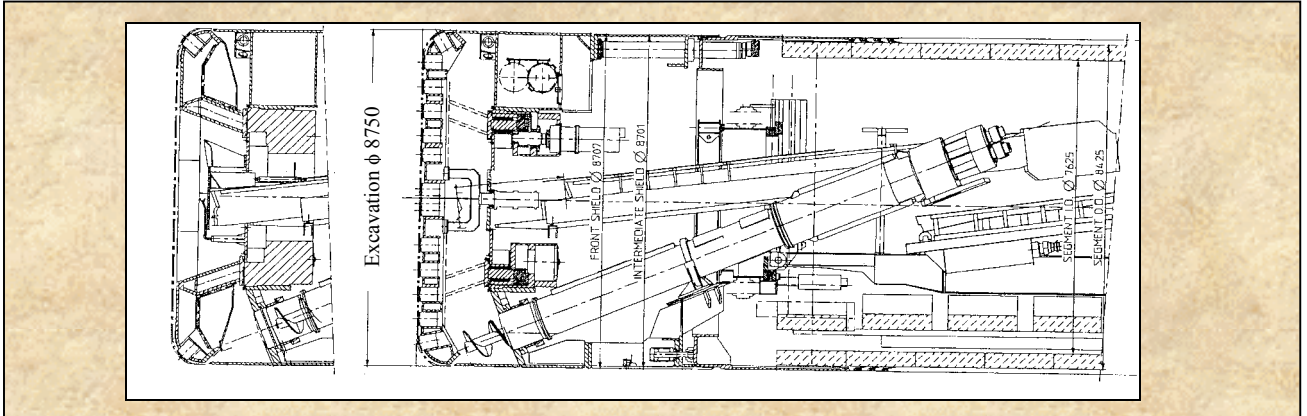 Excavation ϕ 8750
FRONT SHIELD Ø 8707
INTERMEDIATE SHIELD Ø 8701
SEGMENT I.D. Ø 7625
SEGMENT O.D. Ø 8425